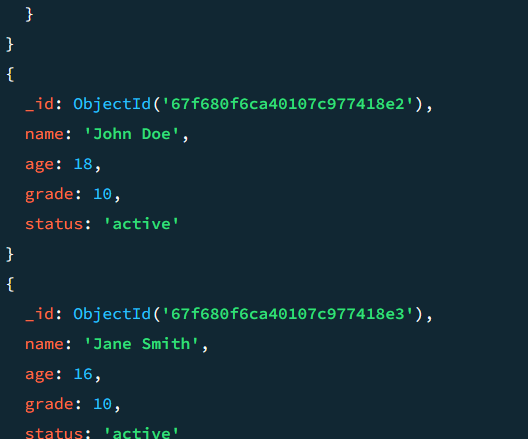 }
}
{
_id: ObjectId('67f680f6ca40107c977418e2'),
name: 'John Doe',
age: 18,
grade: 10,
status: 'active'
}
{
_id: ObjectId('67f680f6ca40107c977418e3'),
name: 'Jane Smith',
age: 16,
grade: 10,
status: 'active'